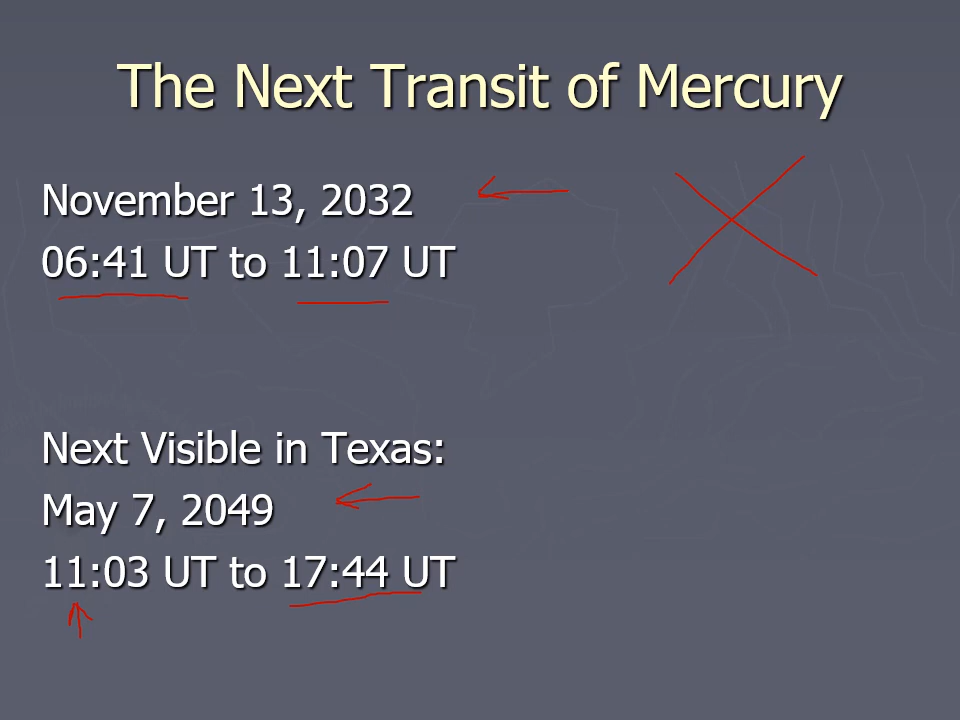 The Next Transit of Mercury
November 13, 2032
06:41 UT to 11:07 UT
Next Visible in Texas:
May 7, 2049
11:03 UT to 17:44 UT